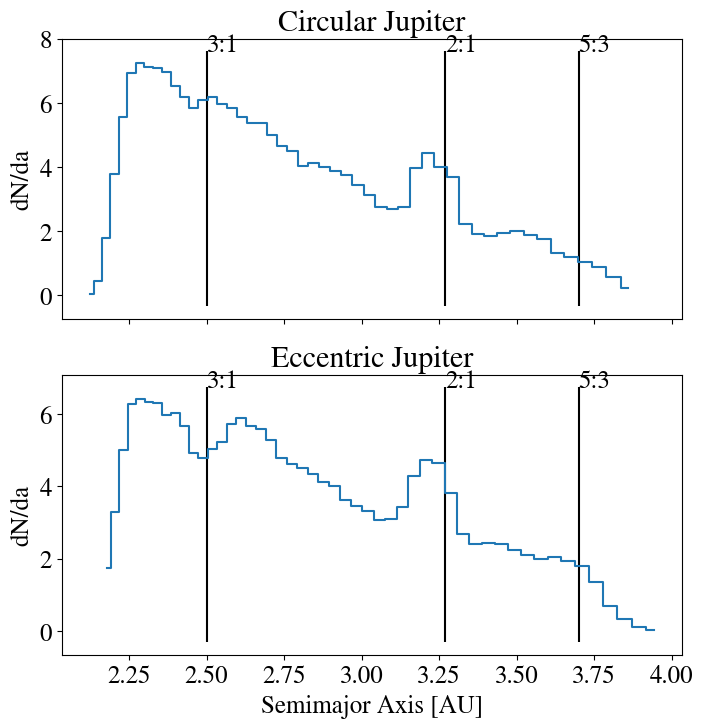 Circular Jupiter
3:1 2:1 5:3
8
6
4
2
0
dN/da
Eccentric Jupiter
3:1 2:1 5:3
6
4
2
0
dN/da
2.25 2.50 2.75 3.00 3.25 3.50 3.75 4.00
Semimajor Axis [AU]